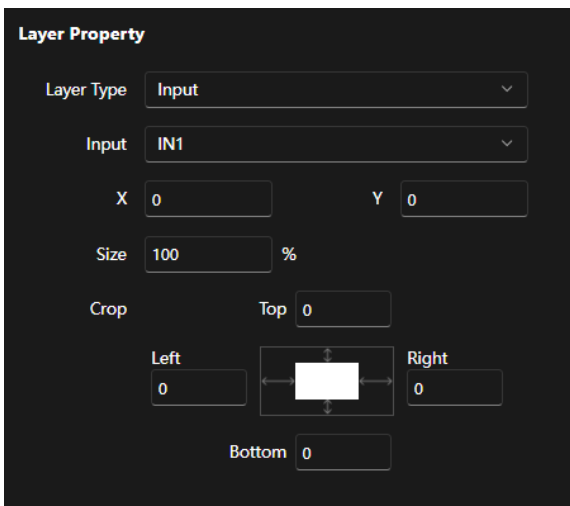 Layer Property
Layer Type Input
Input IN1
X 0 Y 0
Size 100 %
Crop Top 0
Left Right
0 0
Bottom 0